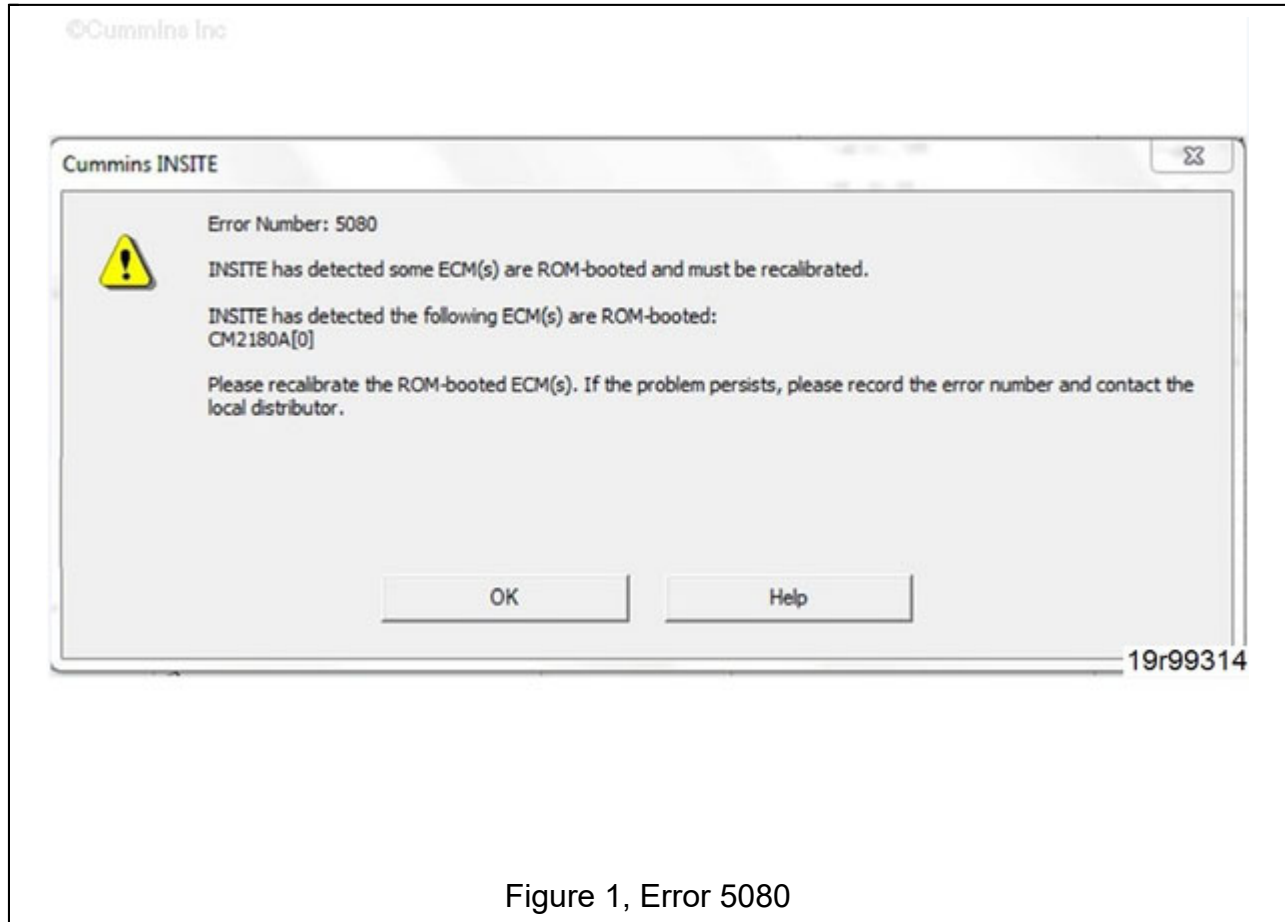 ©Cummins Inc
Cummins INSITE
Error Number: 5080
INSITE has detected some ECM(s) are ROM-booted and must be recalibrated.
INSITE has detected the following ECM(s) are ROM-booted:
CM2180A[0]
Please recalibrate the ROM-booted ECM(s). If the problem persists, please record the error number and contact the
local distributor.
OK Help
19r99314
Figure 1, Error 5080